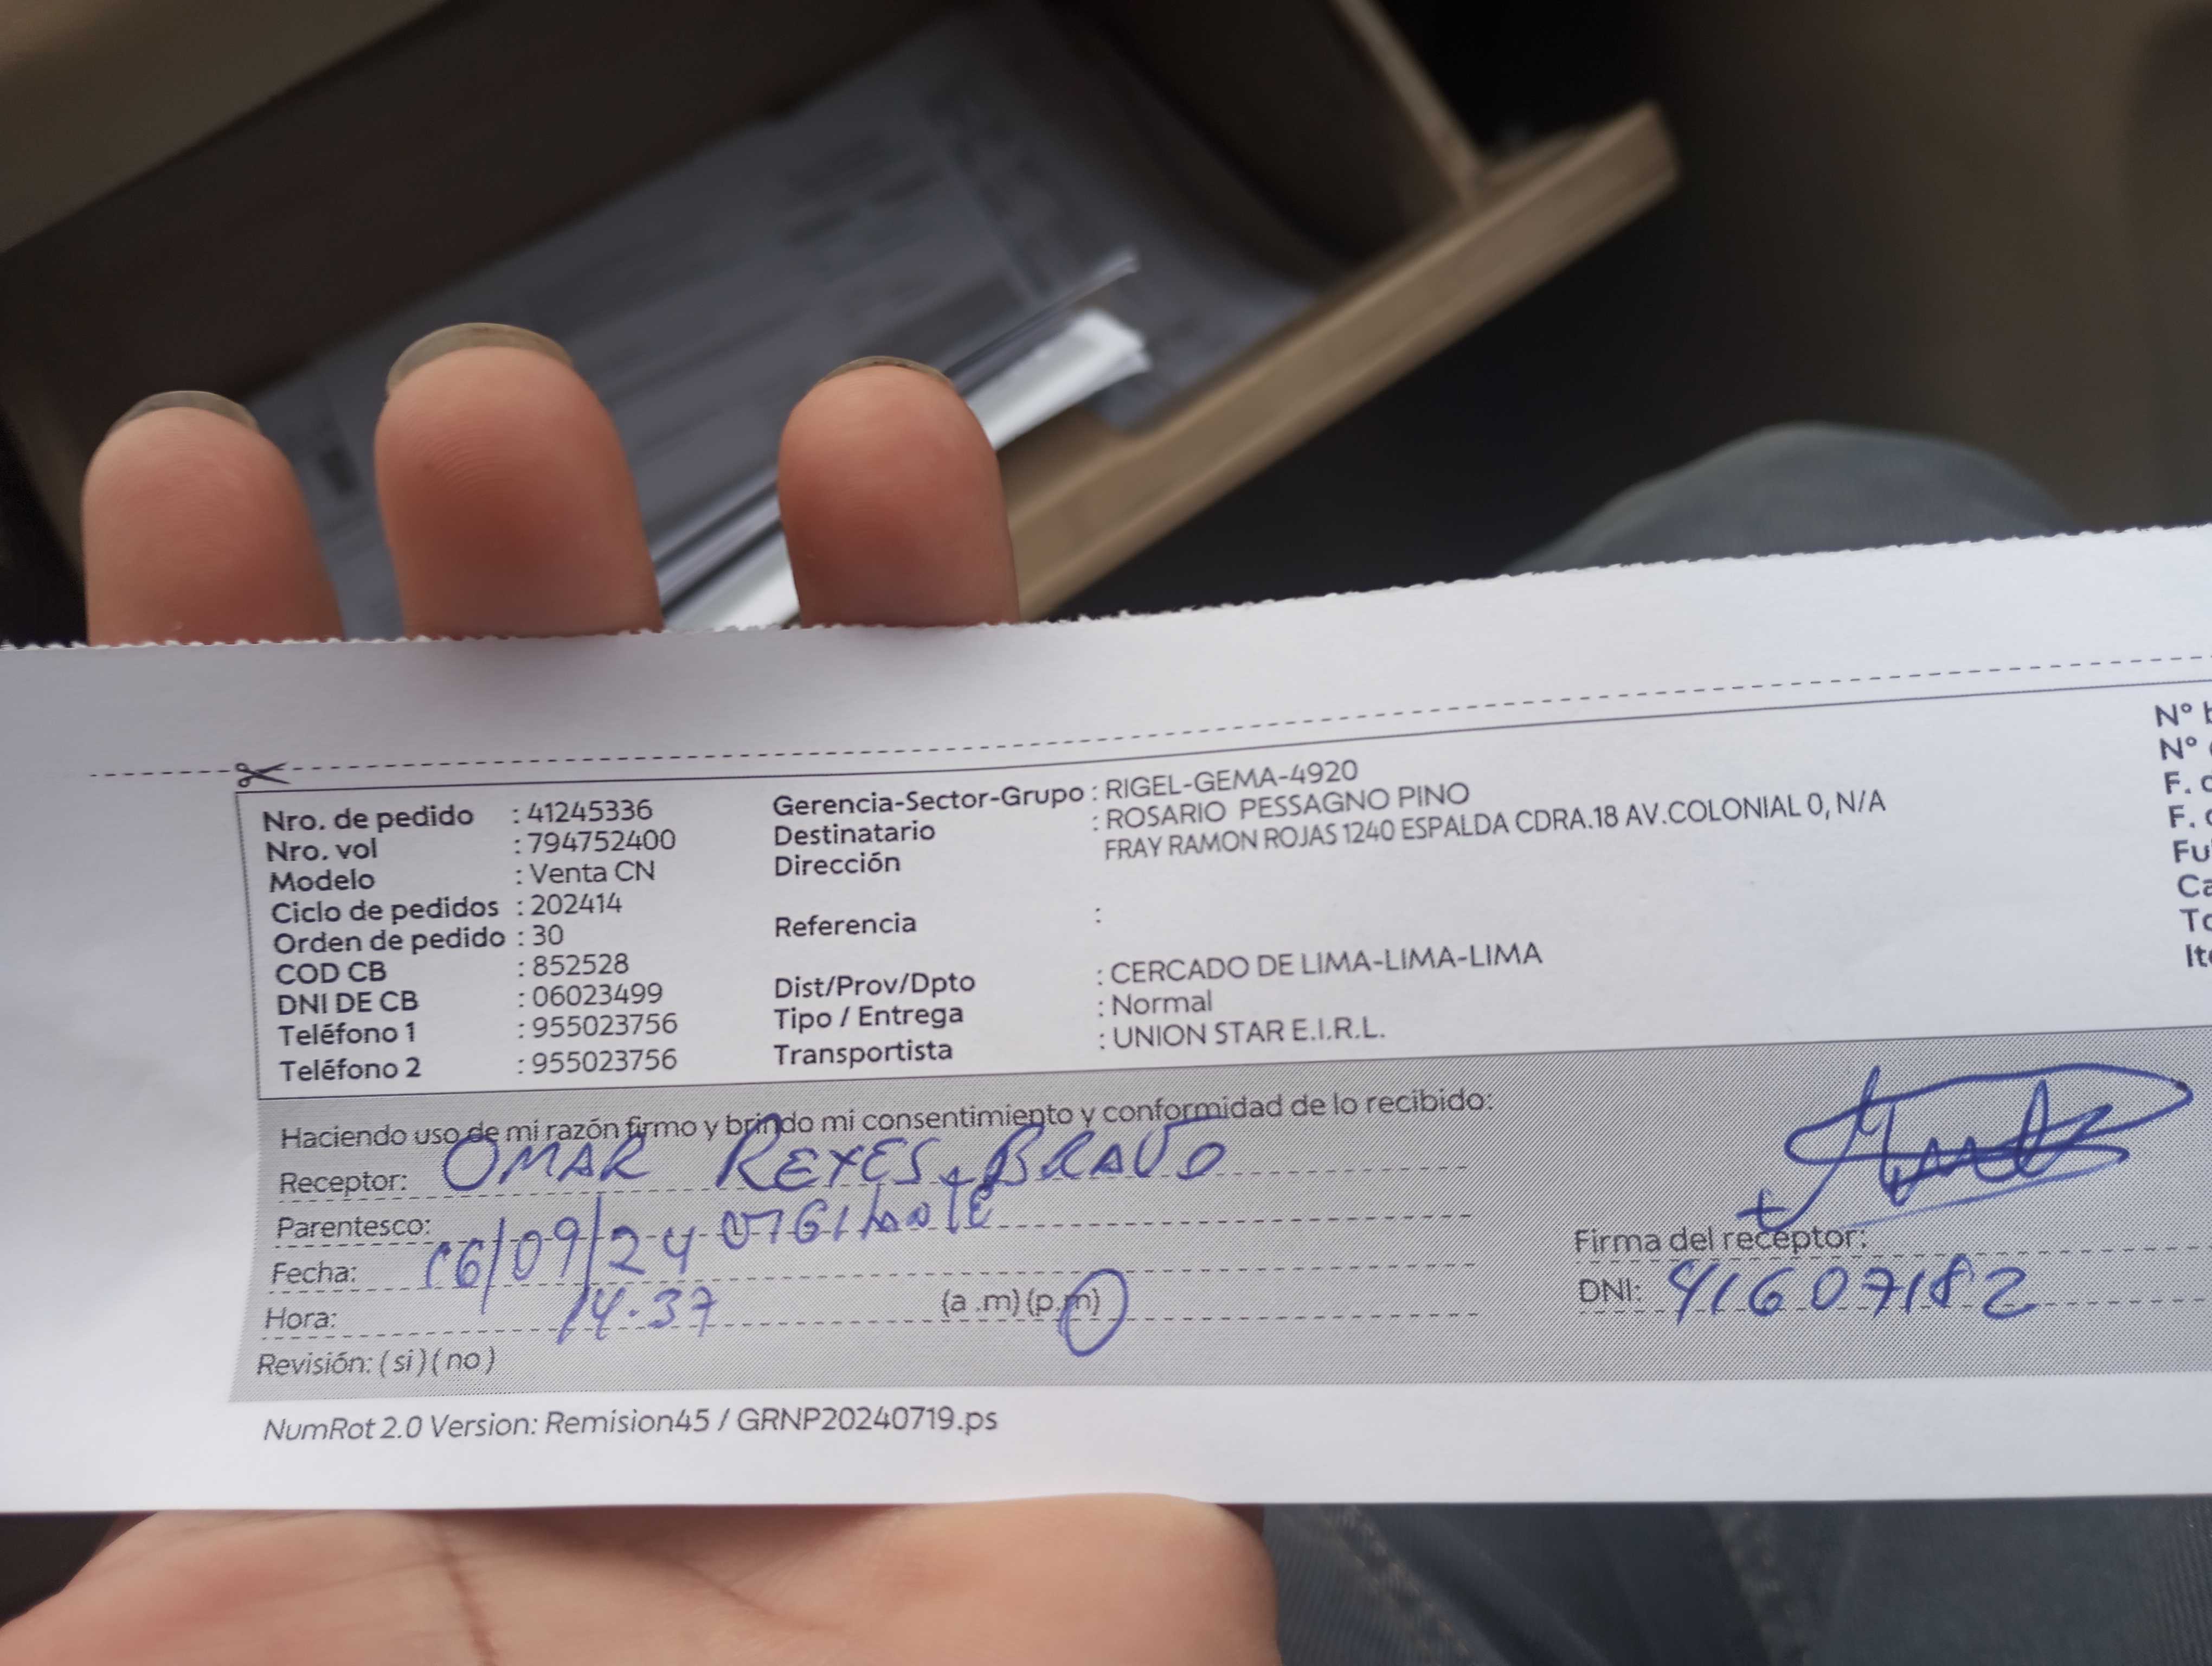 Nro. de pedido : 41245336
Nro. vol : 794752400
Modelo : Venta CN
Ciclo de pedidos : 202414
Orden de pedido : 30
COD CB : 852528
DNI DE CB : 06023499
Teléfono 1 : 955023756
Teléfono 2 : 955023756
Gerencia-Sector-Grupo : RIGEL-GEMA-4920
Destinatario : ROSARIO PESSAGNO PINO
Dirección FRAY RAMON ROJAS 1240 ESPALDA CDRA.18 AV.COLONIAL 0, N/A
Referencia :
Dist/Prov/Dpto : CERCADO DE LIMA-LIMA-LIMA
Tipo / Entrega : Normal
Transportista : UNION STAR E.I.R.L.
N°
N°
F.
F.
Haciendo uso de mi razón firmo y brindo mi consentimiento y conformidad de lo recibido:
Receptor: OMAR REYES BRAVO
Parentesco: VIGILANTE
Fecha: 06/09/24
Hora: 14.37 (a .m) (p.m)
Revisión: ( si ) ( no )
Firma del receptor:
DNI: 41607182
NumRot 2.0 Version: Remision45 / GRNP20240719.ps